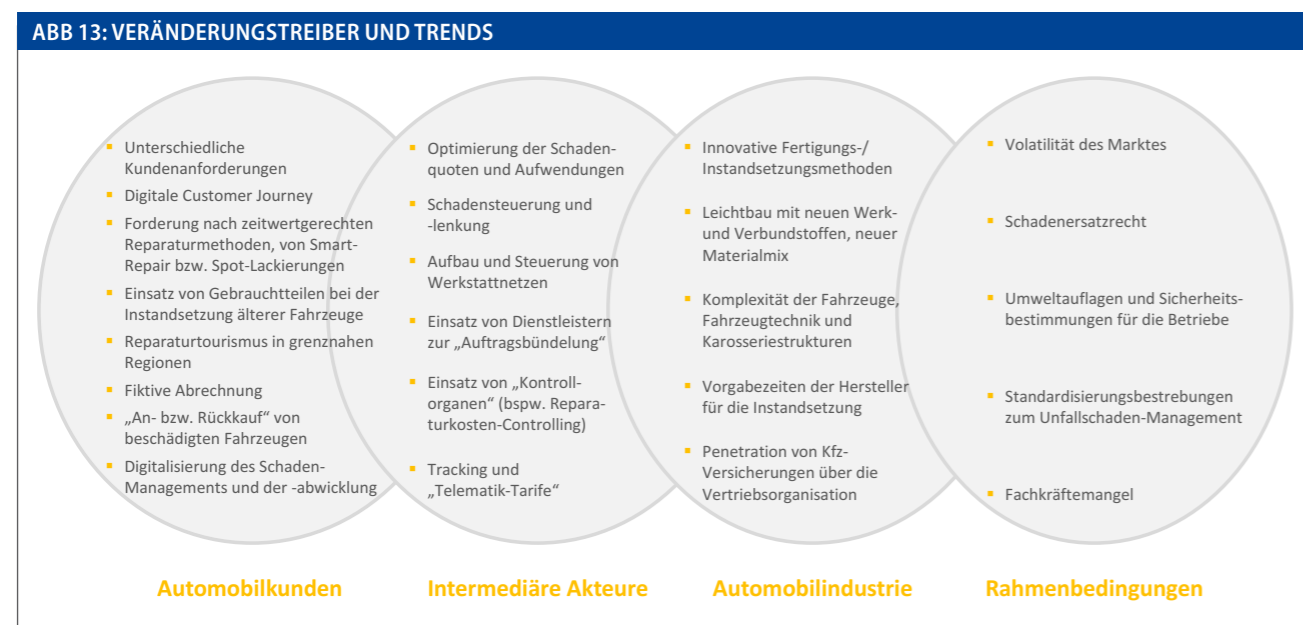 ABB 13: VERÄNDERUNGSTREIBER UND TRENDS
Unterschiedliche
Kundenanforderungen
Digitale Customer Journey
Forderung nach zeitwertgerechten
Reparaturmethoden, von Smart-
Repair bzw. Spot-Lackierungen
Einsatz von Gebrauchtteilen bei der
Instandsetzung älterer Fahrzeuge
Reparaturtourismus in grenznahen
Regionen
Fiktive Abrechnung
„An- bzw. Rückkauf“ von
beschädigten Fahrzeugen
Digitalisierung des Schaden-
Managements und der -abwicklung
Automobilkunden
Optimierung der Schaden-
quoten und Aufwendungen
Schadensteuerung und
-lenkung
Aufbau und Steuerung von
Werkstattnetzen
Einsatz von Dienstleistern
zur „Auftragsbündelung“
Einsatz von „Kontroll-
organen“ (bspw. Repara-
turkosten-Controlling)
Tracking und
„Telematik-Tarife“
Intermediäre Akteure
Innovative Fertigungs-/
Instandsetzungsmethoden
Leichtbau mit neuen Werk-
und Verbundstoffen, neuer
Materialmix
Komplexität der Fahrzeuge,
Fahrzeugtechnik und
Karosseriestrukturen
Vorgabezeiten der Hersteller
für die Instandsetzung
Penetration von Kfz-
Versicherungen über die
Vertriebsorganisation
Automobilindustrie
Volatilität des Marktes
Schadenersatzrecht
Umweltauflagen und Sicherheits-
bestimmungen für die Betriebe
Standardisierungsbestrebungen
zum Unfallschaden-Management
Fachkräftemangel
Rahmenbedingungen